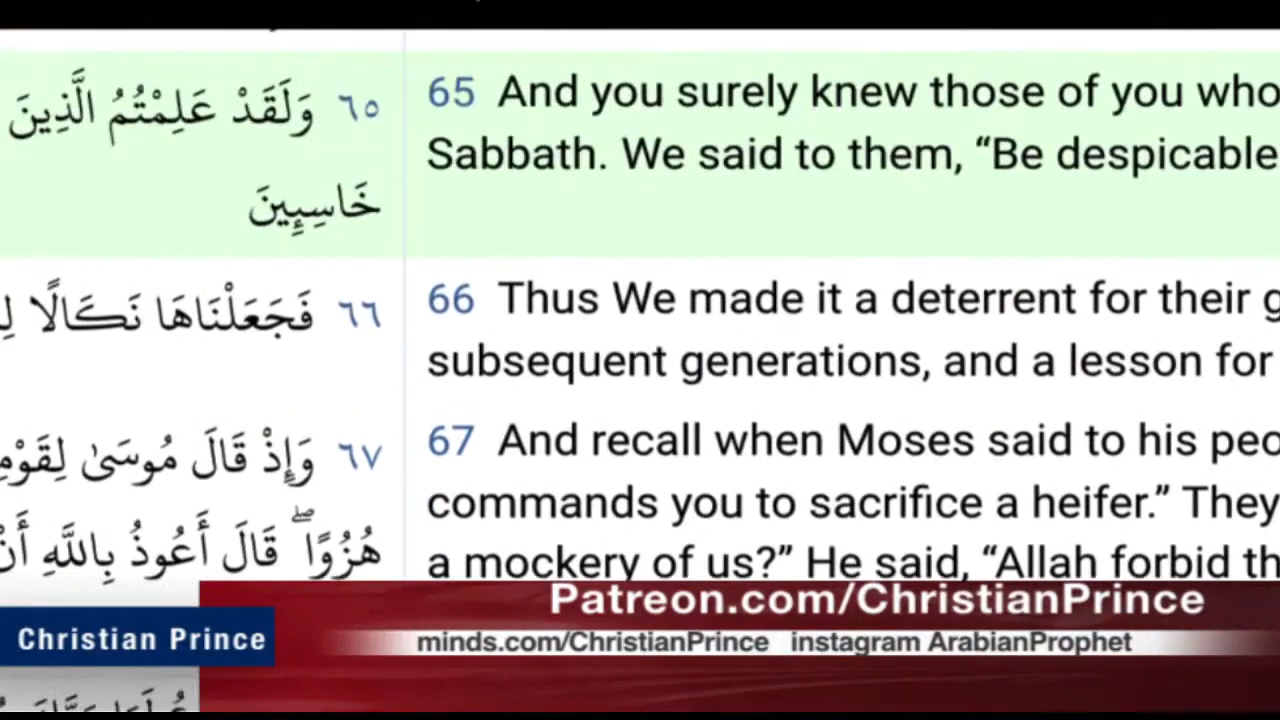 ٦٥ وَلَقَدْ عَلِمْتُمُ الَّذِينَ
خَاسِئِينَ
65 And you surely knew those of you who
Sabbath. We said to them, “Be despicable
٦٦ فَجَعَلْنَاهَا نَكَالًا
66 Thus We made it a deterrent for their
subsequent generations, and a lesson for
٦٧ وَإِذْ قَالَ مُوسَىٰ
هُزُوًا ۖ قَالَ أَعُوذُ بِاللَّهِ أَنْ
67 And recall when Moses said to his
commands you to sacrifice a heifer.” They
a mockery of us?” He said, “Allah forbid
Patreon.com/ChristianPrince
Christian Prince
minds.com/ChristianPrince instagram ArabianProphet